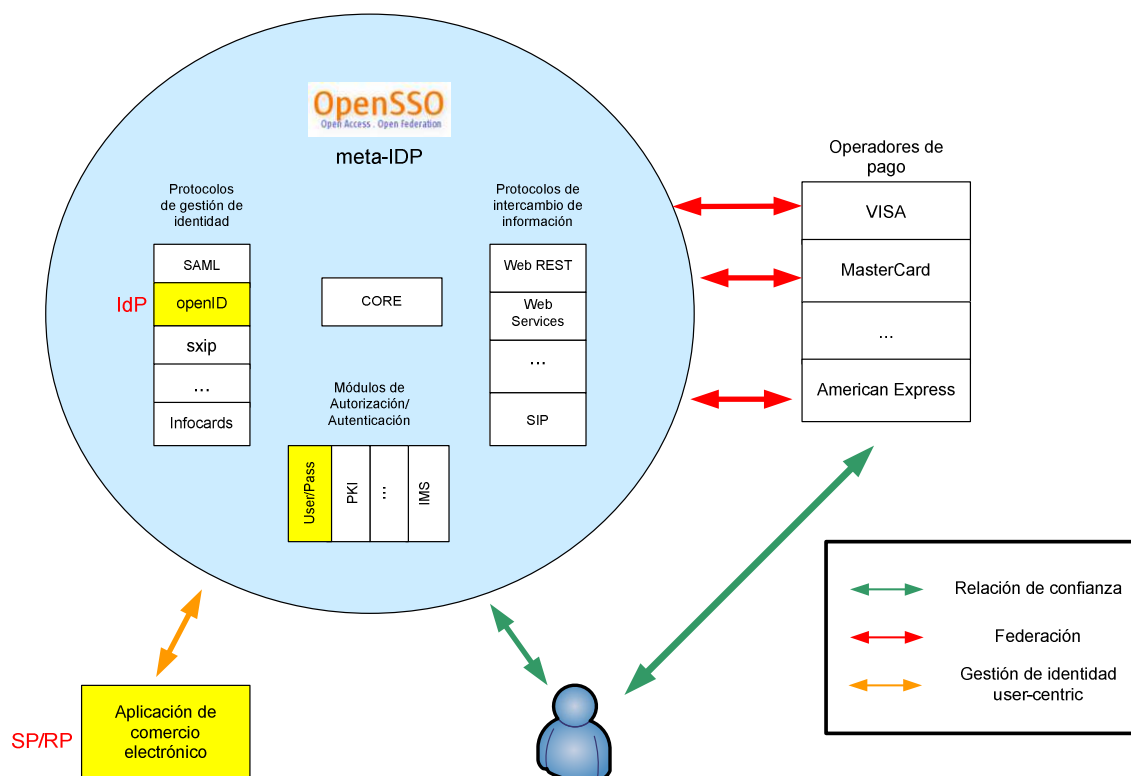 OpenSSO
Open Access . Open Federation
meta-IDP
Protocolos
de gestión de
identidad
SAML
IdP
openID
sxip
...
Infocards
CORE
Protocolos de
intercambio de
información
Web REST
Web
Services
...
SIP
Módulos de
Autorización/
Autenticación
User/Pass
PKI
...
IMS
Operadores de
pago
VISA
MasterCard
...
American Express
Relación de confianza
Federación
Gestión de identidad
user-centric
SP/RP
Aplicación de
comercio
electrónico